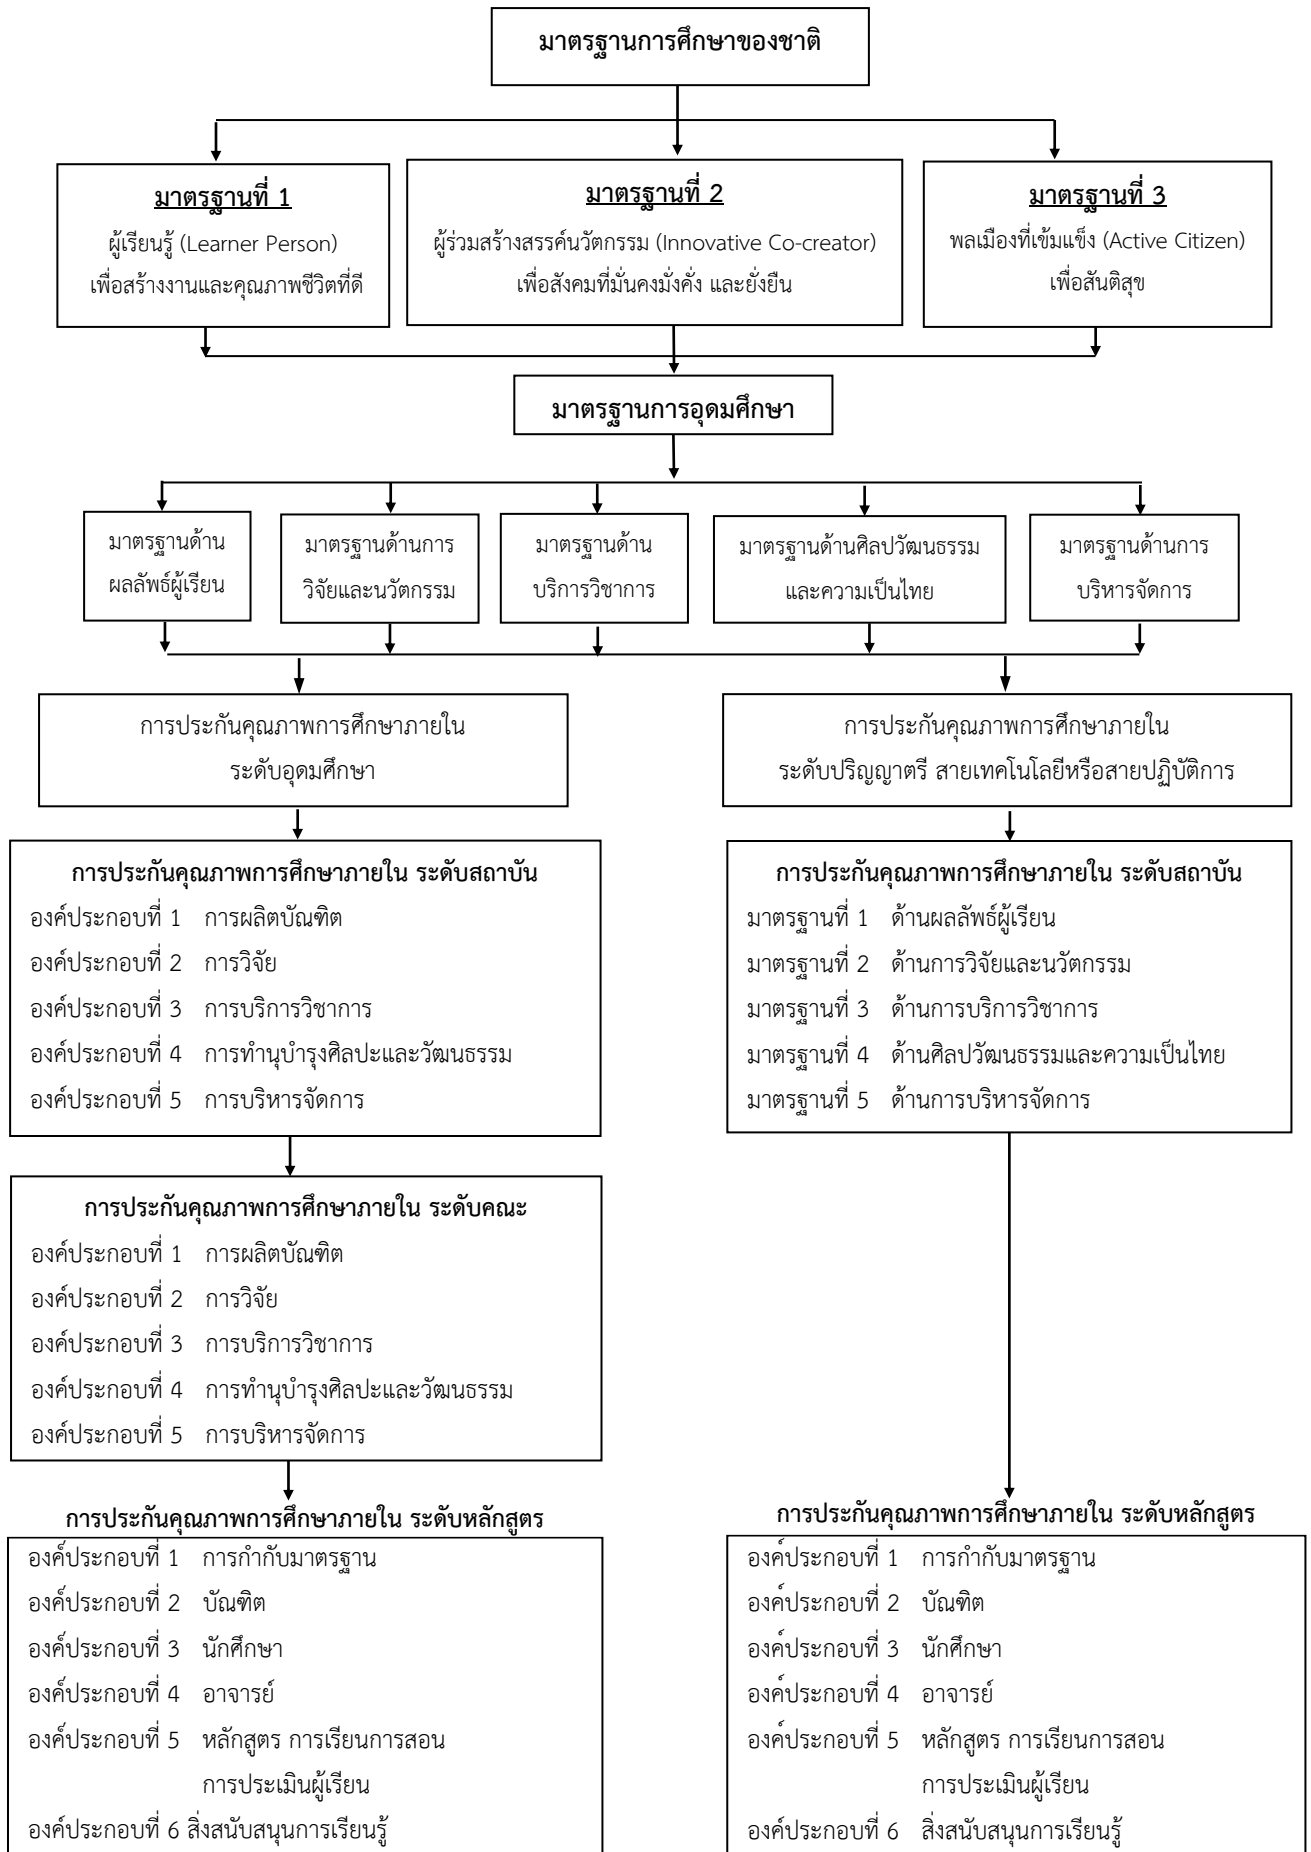 มาตรฐานการศึกษาของชาติ
มาตรฐานที่ 1
ผู้เรียนรู้ (Learner Person)
เพื่อสร้างงานและคุณภาพชีวิตที่ดี
มาตรฐานที่ 2
ผู้ร่วมสร้างสรรค์นวัตกรรม (Innovative Co-creator)
เพื่อสังคมที่มั่นคงมั่งคั่ง และยั่งยืน
มาตรฐานที่ 3
พลเมืองที่เข้มแข็ง (Active Citizen)
เพื่อสันติสุข
มาตรฐานการอุดมศึกษา
มาตรฐานด้าน
ผลลัพธ์ผู้เรียน
มาตรฐานด้านการ
วิจัยและนวัตกรรม
มาตรฐานด้าน
บริการวิชาการ
มาตรฐานด้านศิลปวัฒนธรรม
และความเป็นไทย
มาตรฐานด้านการ
บริหารจัดการ
การประกันคุณภาพการศึกษาภายใน
ระดับอุดมศึกษา
การประกันคุณภาพการศึกษาภายใน
ระดับปริญญาตรี สายเทคโนโลยีหรือสายปฏิบัติการ
การประกันคุณภาพการศึกษาภายใน ระดับสถาบัน
องค์ประกอบที่ 1 การผลิตบัณฑิต
องค์ประกอบที่ 2 การวิจัย
องค์ประกอบที่ 3 การบริการวิชาการ
องค์ประกอบที่ 4 การทำนุบำรุงศิลปะและวัฒนธรรม
องค์ประกอบที่ 5 การบริหารจัดการ
การประกันคุณภาพการศึกษาภายใน ระดับสถาบัน
มาตรฐานที่ 1 ด้านผลลัพธ์ผู้เรียน
มาตรฐานที่ 2 ด้านการวิจัยและนวัตกรรม
มาตรฐานที่ 3 ด้านการบริการวิชาการ
มาตรฐานที่ 4 ด้านศิลปวัฒนธรรมและความเป็นไทย
มาตรฐานที่ 5 ด้านการบริหารจัดการ
การประกันคุณภาพการศึกษาภายใน ระดับคณะ
องค์ประกอบที่ 1 การผลิตบัณฑิต
องค์ประกอบที่ 2 การวิจัย
องค์ประกอบที่ 3 การบริการวิชาการ
องค์ประกอบที่ 4 การทำนุบำรุงศิลปะและวัฒนธรรม
องค์ประกอบที่ 5 การบริหารจัดการ
การประกันคุณภาพการศึกษาภายใน ระดับหลักสูตร
องค์ประกอบที่ 1 การกำกับมาตรฐาน
องค์ประกอบที่ 2 บัณฑิต
องค์ประกอบที่ 3 นักศึกษา
องค์ประกอบที่ 4 อาจารย์
องค์ประกอบที่ 5 หลักสูตร การเรียนการสอน
การประเมินผู้เรียน
องค์ประกอบที่ 6 สิ่งสนับสนุนการเรียนรู้
การประกันคุณภาพการศึกษาภายใน ระดับหลักสูตร
องค์ประกอบที่ 1 การกำกับมาตรฐาน
องค์ประกอบที่ 2 บัณฑิต
องค์ประกอบที่ 3 นักศึกษา
องค์ประกอบที่ 4 อาจารย์
องค์ประกอบที่ 5 หลักสูตร การเรียนการสอน
การประเมินผู้เรียน
องค์ประกอบที่ 6 สิ่งสนับสนุนการเรียนรู้